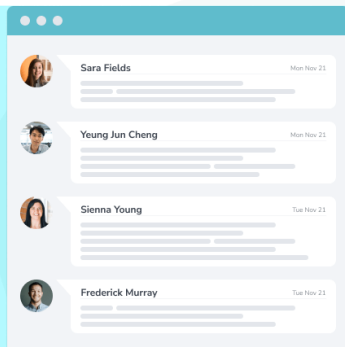 Sara Fields Mon Nov 21
Yeung Jun Cheng Mon Nov 21
Sienna Young Tue Nov 21
Frederick Murray Tue Nov 21